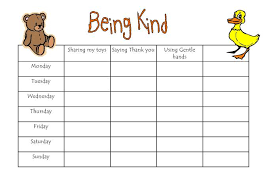 Being Kind
Sharing my toys Saying Thank you Using Gentle
hands
Monday
Tuesday
Wednesday
Thursday
Friday
Saturday
Sunday